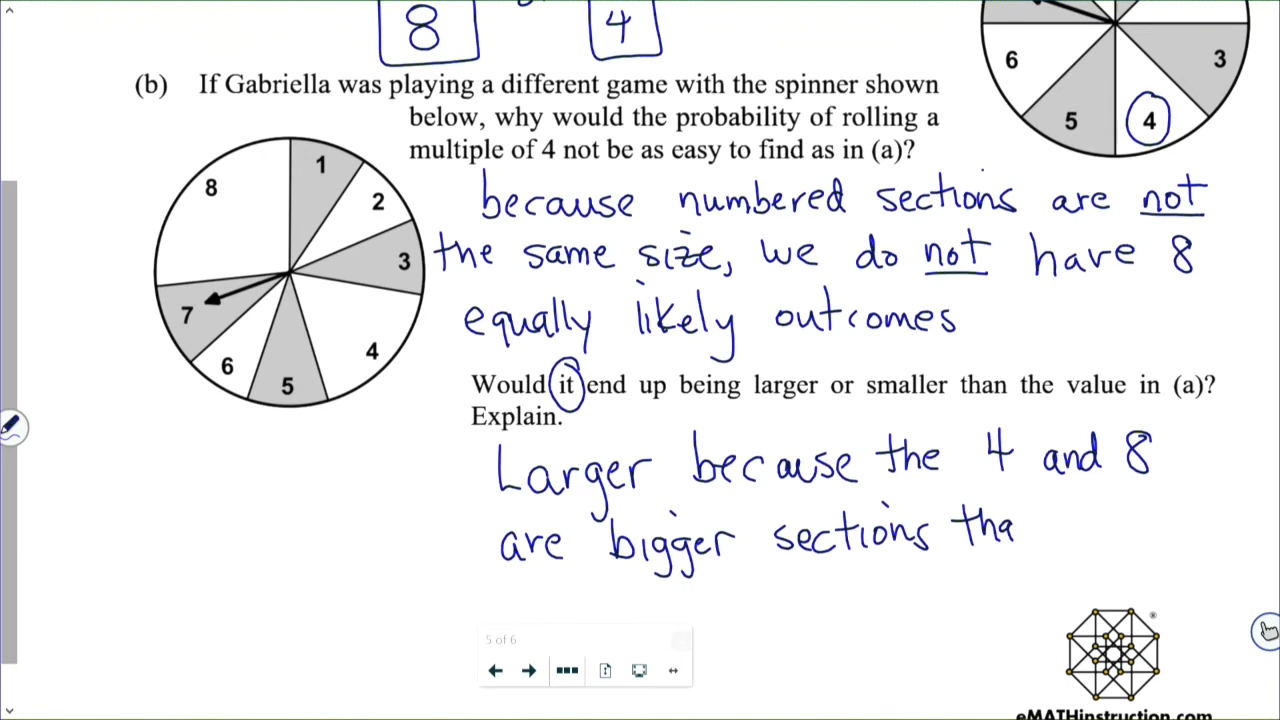 8
4
6
3
5
4
(b) If Gabriella was playing a different game with the spinner shown
below, why would the probability of rolling a
multiple of 4 not be as easy to find as in (a)?
1
8
2
3
7
4
6
5
because numbered sections are not
the same size, we do not have 8
equally likely outcomes
Would it end up being larger or smaller than the value in (a)?
Explain.
Larger because the 4 and 8
are bigger sections tha
5 of 6
eMATHinstruction.com